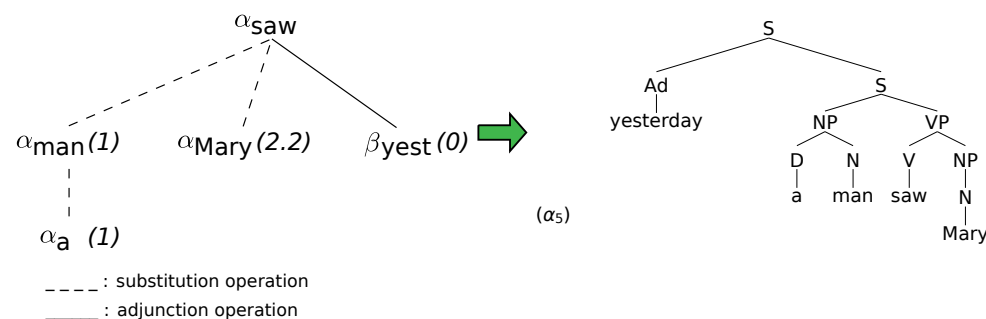 αsaw
αman(1) αMary(2.2) βyest(0)
αa (1)
_ _ _ _ : substitution operation
_____ : adjunction operation
(α5)
S
Ad S
yesterday NP VP
D N V NP
a man saw N
Mary